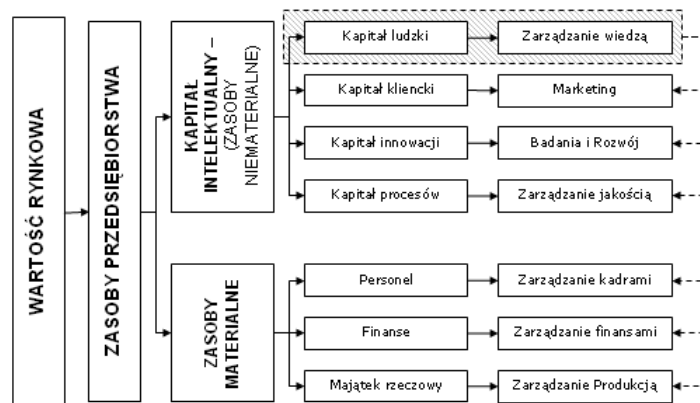 WARTOŚĆ RYNKOWA
ZASOBY PRZEDSIĘBIORSTWA
KAPITAŁ
INTELEKTUALNY –
(ZASOBY
NIEMATERIALNE)
Kapitał ludzki
Zarządzanie wiedzą
Kapitał kliencki
Marketing
Kapitał innowacji
Badania i Rozwój
Kapitał procesów
Zarządzanie jakością
ZASOBY
MATERIALNE
Personel
Zarządzanie kadrami
Finanse
Zarządzanie finansami
Majątek rzeczowy
Zarządzanie Produkcją